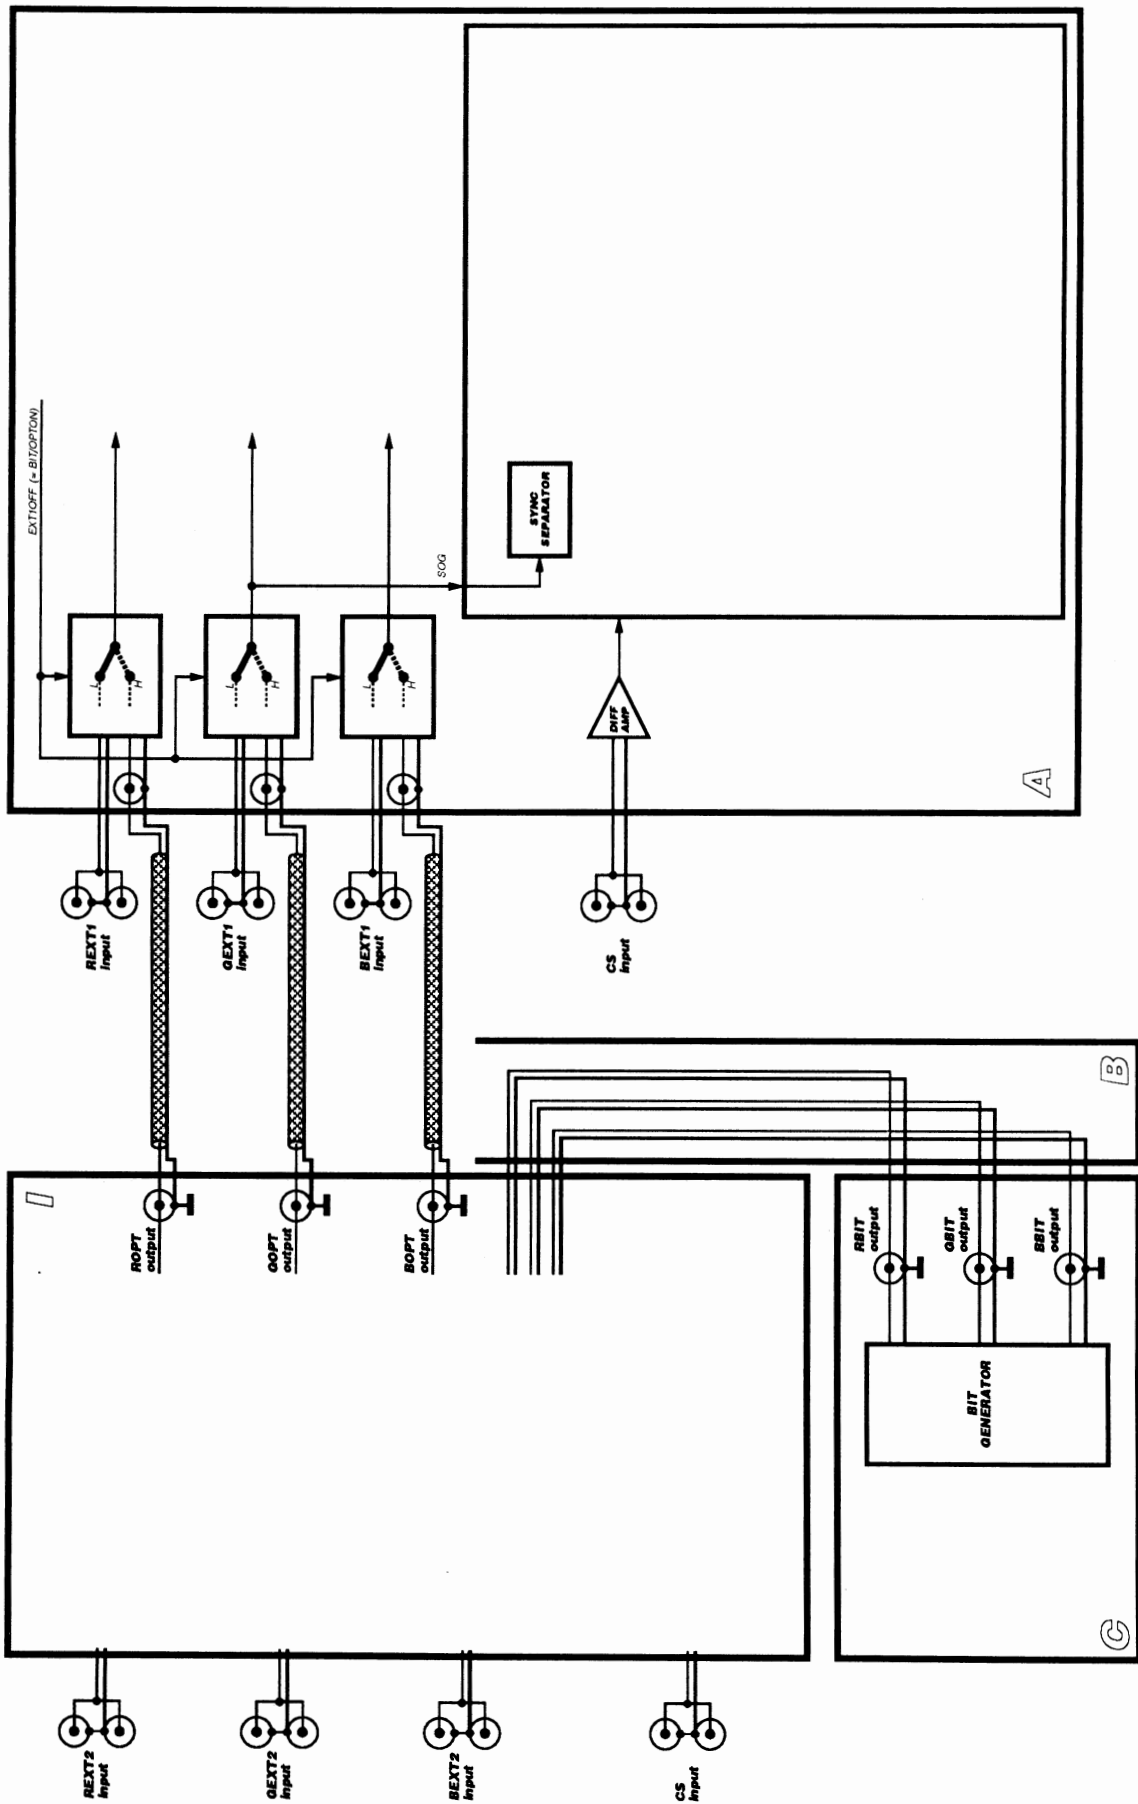 EXT1OFF (= BIT/OPTON)
L
H
L
H
L
H
SOG
SYNC
SEPARATOR
DIFF
AMP
A
REXT1
input
GEXT1
input
BEXT1
input
CS
input
B
I
ROPT
output
GOPT
output
BOPT
output
RBIT
output
GBIT
output
BBIT
output
BIT
GENERATOR
C
REXT2
input
GEXT2
input
BEXT2
input
CS
input